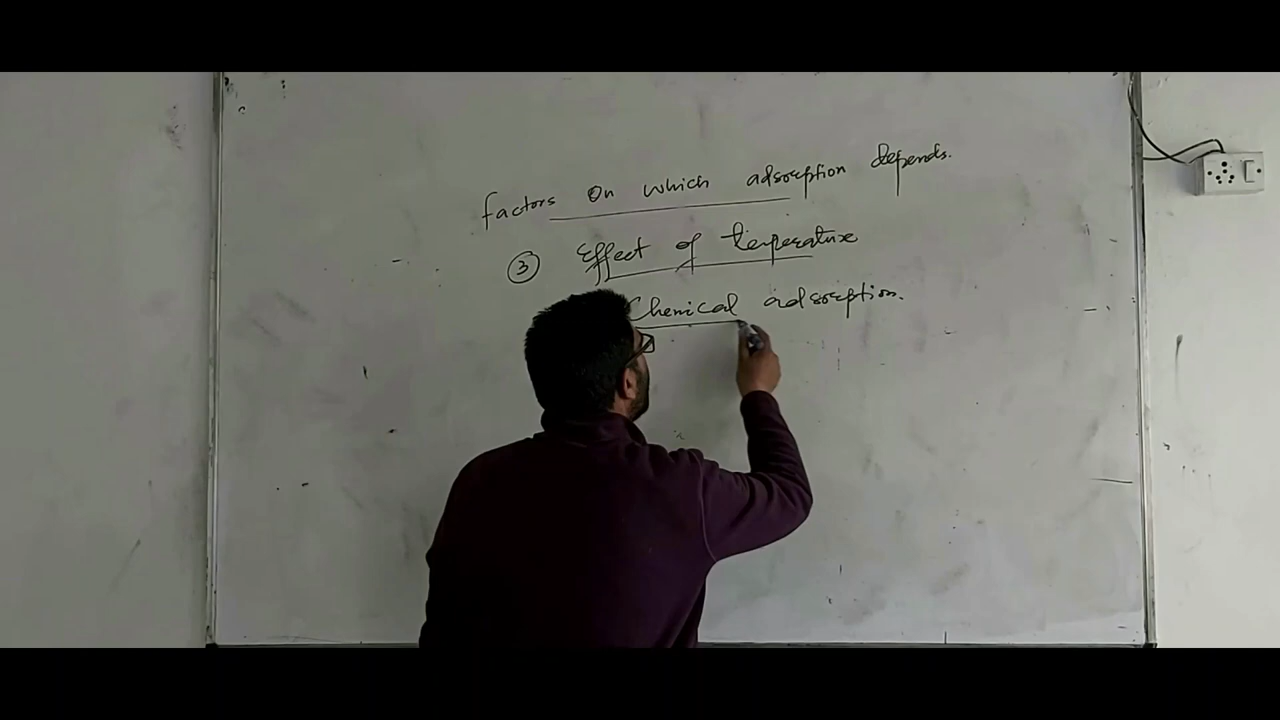 factors On which adsorption depends.
③ Effect of temperature
Chemical adsorption.